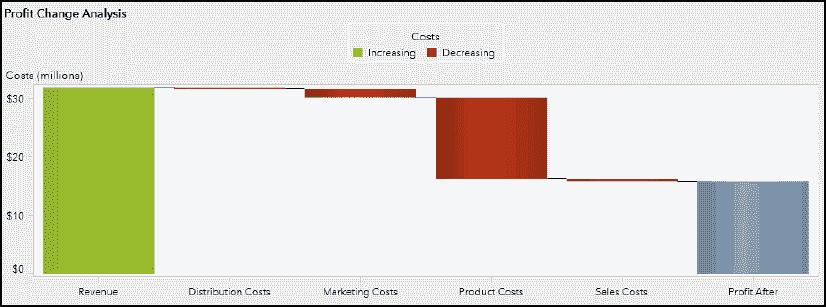 Profit Change Analysis
Costs
Increasing Decreasing
Costs (millions)
$30
$20
$10
$0
Revenue Distribution Costs Marketing Costs Product Costs Sales Costs Profit After